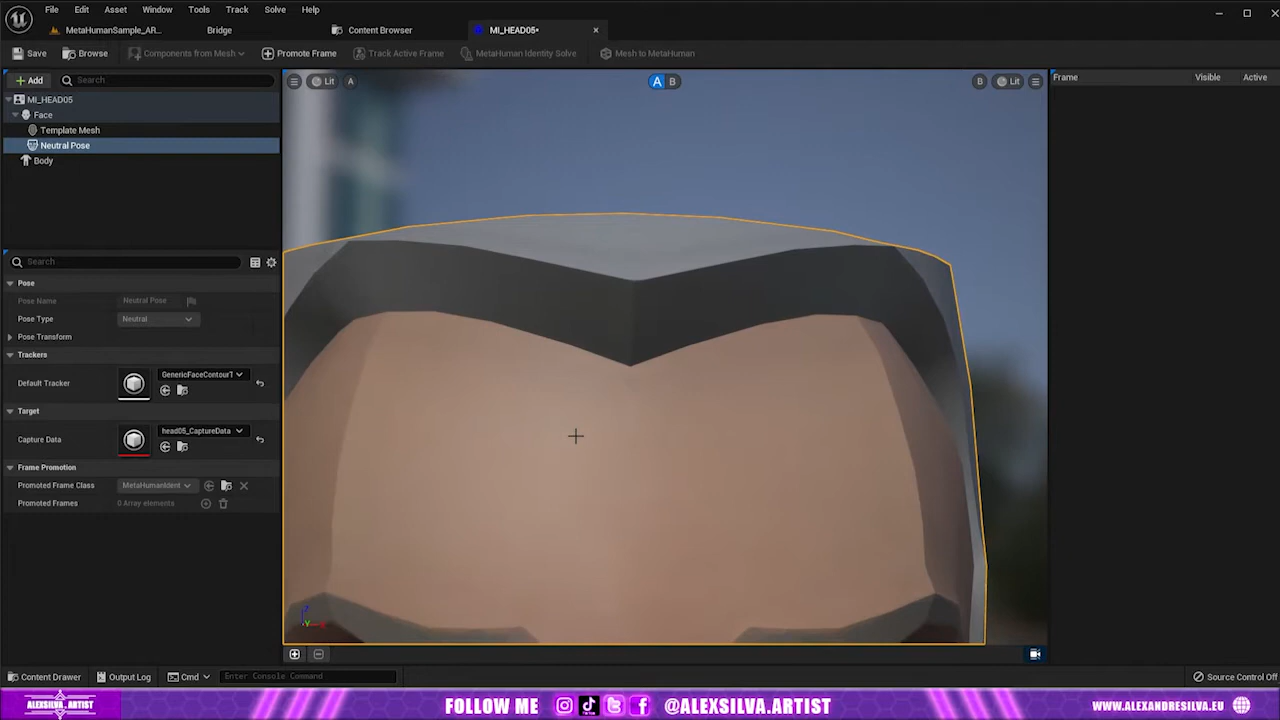 File Edit Asset Window Tools Track Solve Help
MetaHumanSample_AR... Bridge Content Browser MI_HEAD05•
Save Browse Components from Mesh Promote Frame Track Active Frame MetaHuman Identity Solve Mesh to MetaHuman
Add Search
Lit A A B B Lit
Frame Visible Active
MI_HEAD05
Face
Template Mesh
Neutral Pose
Body
Search
Pose
Pose Name Neutral Pose
Pose Type Neutral
Pose Transform
Trackers
Default Tracker GenericFaceContourT
Target
Capture Data head05_CaptureData
Frame Promotion
Promoted Frame Class MetaHumanIdent
Promoted Frames 0 Array elements
Z
Y
X
Content Drawer Output Log Cmd Enter Console Command Source Control Off
ALEXSILVA.ARTIST FOLLOW ME @ALEXSILVA.ARTIST WWW.ALEXANDRESILVA.EU